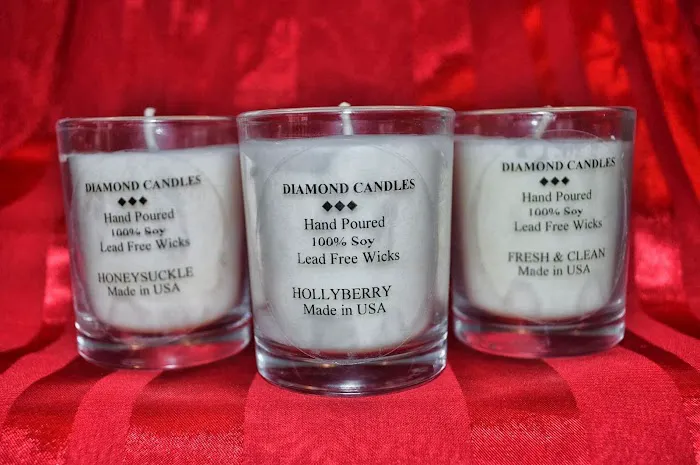 DIAMOND CANDLES
◆◆◆
Hand Poured
100% Soy
Lead Free Wicks
HONEYSUCKLE
Made in USA
DIAMOND CANDLES
◆◆◆
Hand Poured
100% Soy
Lead Free Wicks
HOLLYBERRY
Made in USA
DIAMOND CANDLES
◆◆◆
Hand Poured
100% Soy
Lead Free Wicks
FRESH & CLEAN
Made in USA